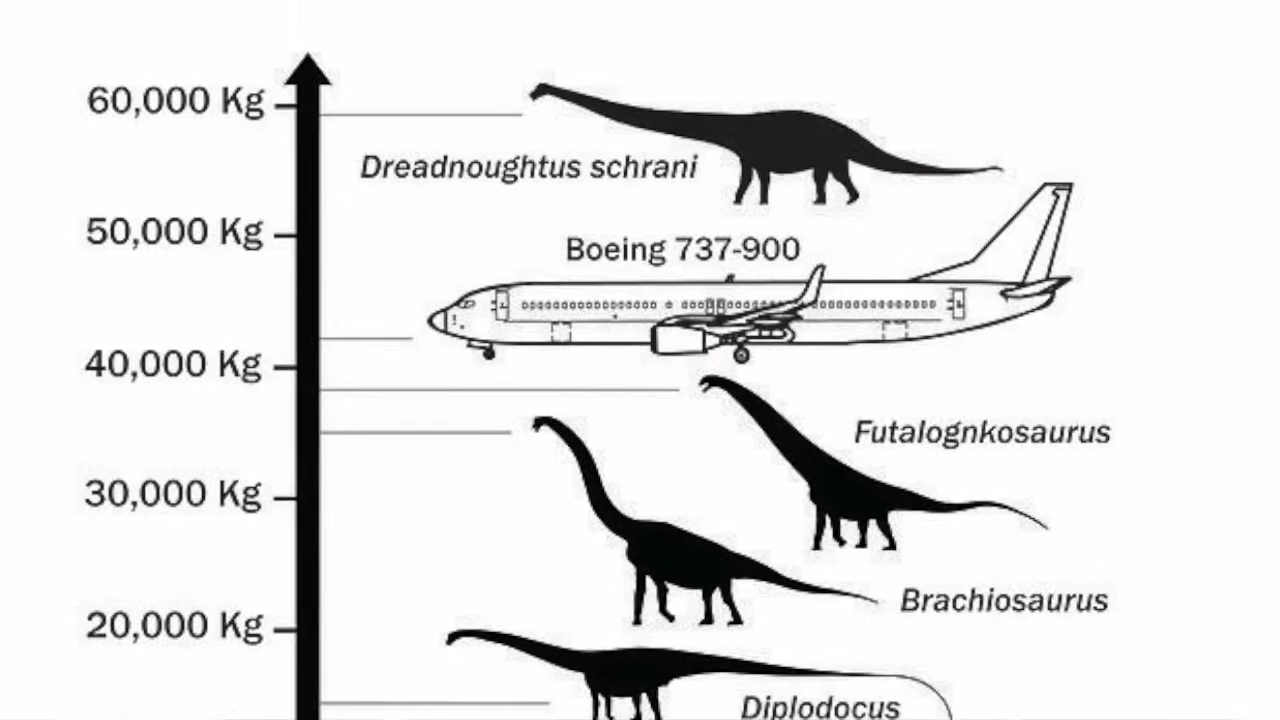 60,000 Kg
Dreadnoughtus schrani
50,000 Kg
Boeing 737-900
40,000 Kg
Futalognkosaurus
30,000 Kg
Brachiosaurus
20,000 Kg
Diplodocus